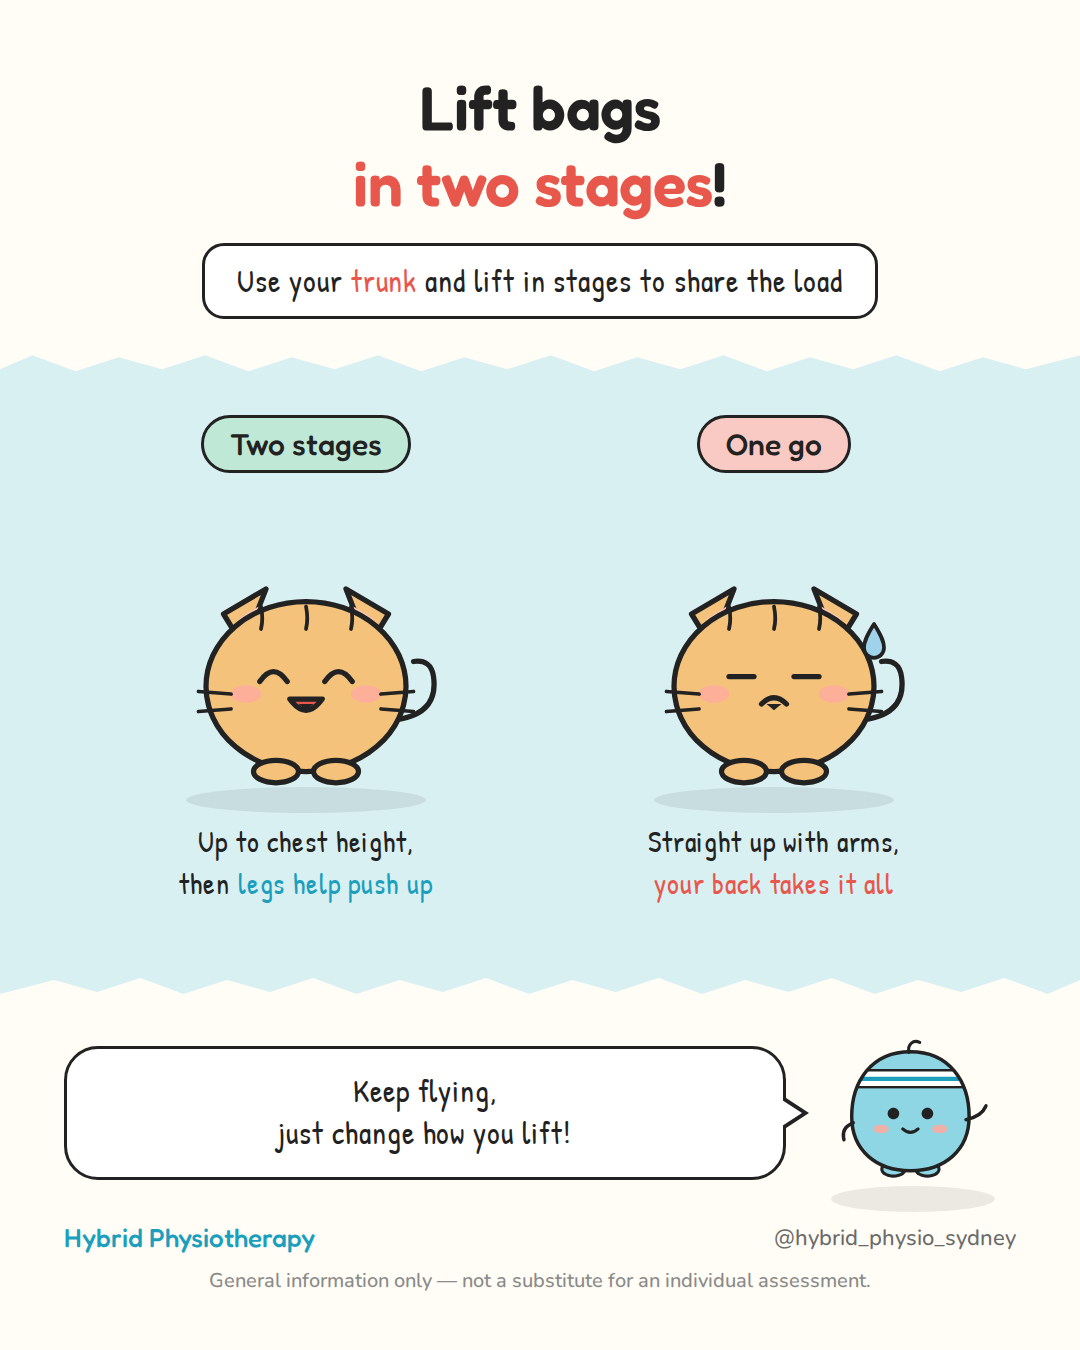 Lift bags
in two stages!
Use your trunk and lift in stages to share the load
Two stages
One go
Up to chest height,
then legs help push up
Straight up with arms,
your back takes it all
Keep flying,
just change how you lift!
Hybrid Physiotherapy
@hybrid_physio_sydney
General information only — not a substitute for an individual assessment.